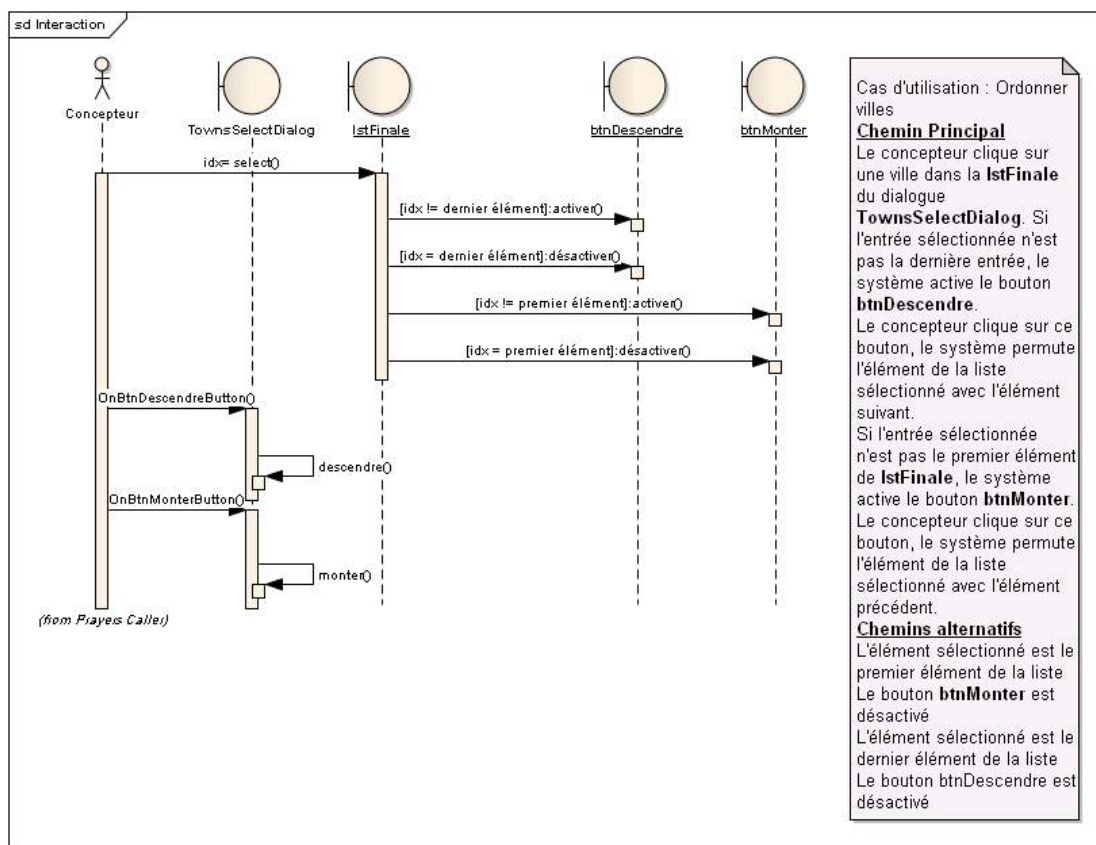 sd Interaction
Concepteur
TownsSelectDialog
lstFinale
btnDescendre
btnMonter
idx= select()
[idx != dernier élément]:activer()
[idx = dernier élément]:désactiver()
[idx != premier élément]:activer()
[idx = premier élément]:désactiver()
OnBtnDescendreButton()
descendre()
OnBtnMonterButton()
monter()
(from Prayers Caller)
Cas d'utilisation : Ordonner
villes
Chemin Principal
Le concepteur clique sur
une ville dans la lstFinale
du dialogue
TownsSelectDialog. Si
l'entrée sélectionnée n'est
pas la dernière entrée, le
système active le bouton
btnDescendre.
Le concepteur clique sur ce
bouton, le système permute
l'élément de la liste
sélectionné avec l'élément
suivant.
Si l'entrée sélectionnée
n'est pas le premier élément
de lstFinale, le système
active le bouton btnMonter.
Le concepteur clique sur ce
bouton, le système permute
l'élément de la liste
sélectionné avec l'élément
précédent.
Chemins alternatifs
L'élément sélectionné est le
premier élément de la liste
Le bouton btnMonter est
désactivé
L'élément sélectionné est le
dernier élément de la liste
Le bouton btnDescendre est
désactivé